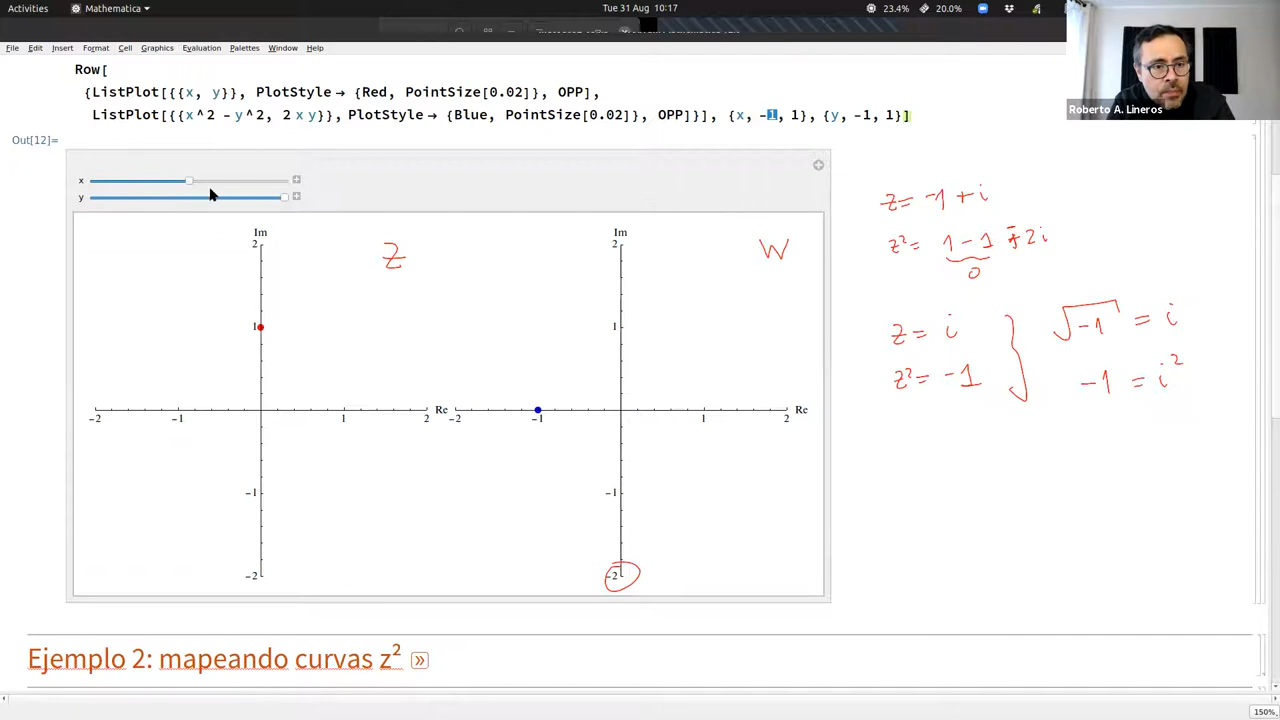 Activities Mathematica Tue 31 Aug 10:17 23.4% 20.0%
File Edit Insert Format Cell Graphics Evaluation Palettes Window Help
Row[
{ListPlot[{{x, y}}, PlotStyle → {Red, PointSize[0.02]}, OPP],
ListPlot[{{x^2 - y^2, 2 x y}}, PlotStyle → {Blue, PointSize[0.02]}, OPP]}], {x, -1, 1}, {y, -1, 1}]
Out[12]=
x
y
Im
2
1
-2 -1 1 2 Re
-1
-2
Z
Im
2
1
-2 -1 1 2 Re
-1
-2
W
z = -1 + i
z² = 1 - 1 - 2i
0
z = i
z² = -1
√-1 = i
-1 = i²
Roberto A. Lineros
Ejemplo 2: mapeando curvas z² »
150%